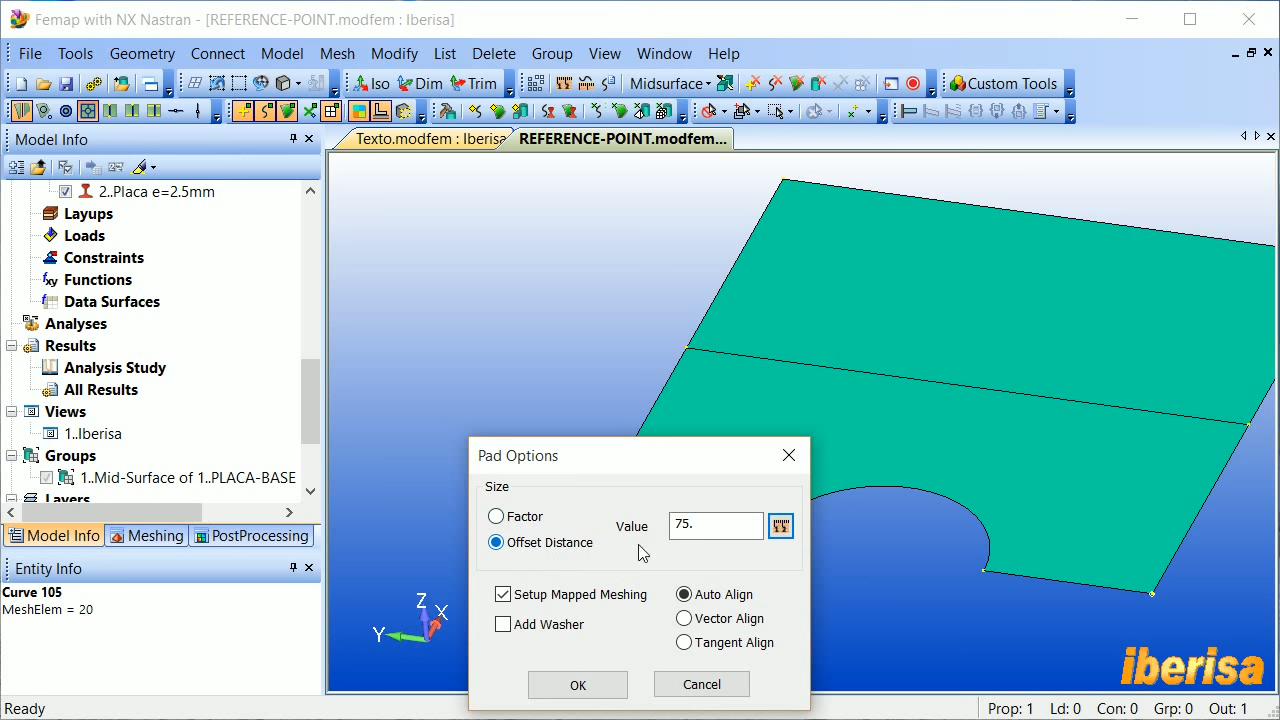 Femap with NX Nastran - [REFERENCE-POINT.modfem : Iberisa]
File Tools Geometry Connect Model Mesh Modify List Delete Group View Window Help
Iso Dim Trim Midsurface Custom Tools
Model Info
Texto.modfem : Iberisa
REFERENCE-POINT.modfem...
2..Placa e=2.5mm
Layups
Loads
Constraints
fxy Functions
Data Surfaces
Analyses
Results
Analysis Study
All Results
Views
1..Iberisa
Groups
1..Mid-Surface of 1..PLACA-BASE
Layers
Model Info Meshing PostProcessing
Entity Info
Curve 105
MeshElem = 20
Z
X
Y
Pad Options
Size
Factor
Offset Distance
Value 75.
Setup Mapped Meshing
Add Washer
Auto Align
Vector Align
Tangent Align
OK Cancel
iberisa
Ready Prop: 1 Ld: 0 Con: 0 Grp: 0 Out: 1